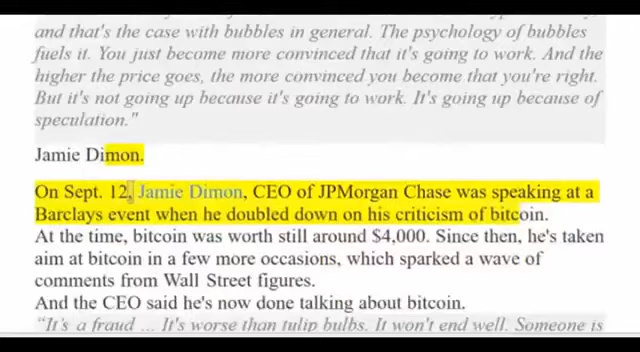 and that's the case with bubbles in general. The psychology of bubbles
fuels it. You just become more convinced that it's going to work. And the
higher the price goes, the more convinced you become that you're right.
But it's not going up because it's going to work. It's going up because of
speculation."
Jamie Dimon.
On Sept. 12, Jamie Dimon, CEO of JPMorgan Chase was speaking at a
Barclays event when he doubled down on his criticism of bitcoin.
At the time, bitcoin was worth still around $4,000. Since then, he's taken
aim at bitcoin in a few more occasions, which sparked a wave of
comments from Wall Street figures.
And the CEO said he's now done talking about bitcoin.
“It's a fraud ... It's worse than tulip bulbs. It won't end well. Someone is